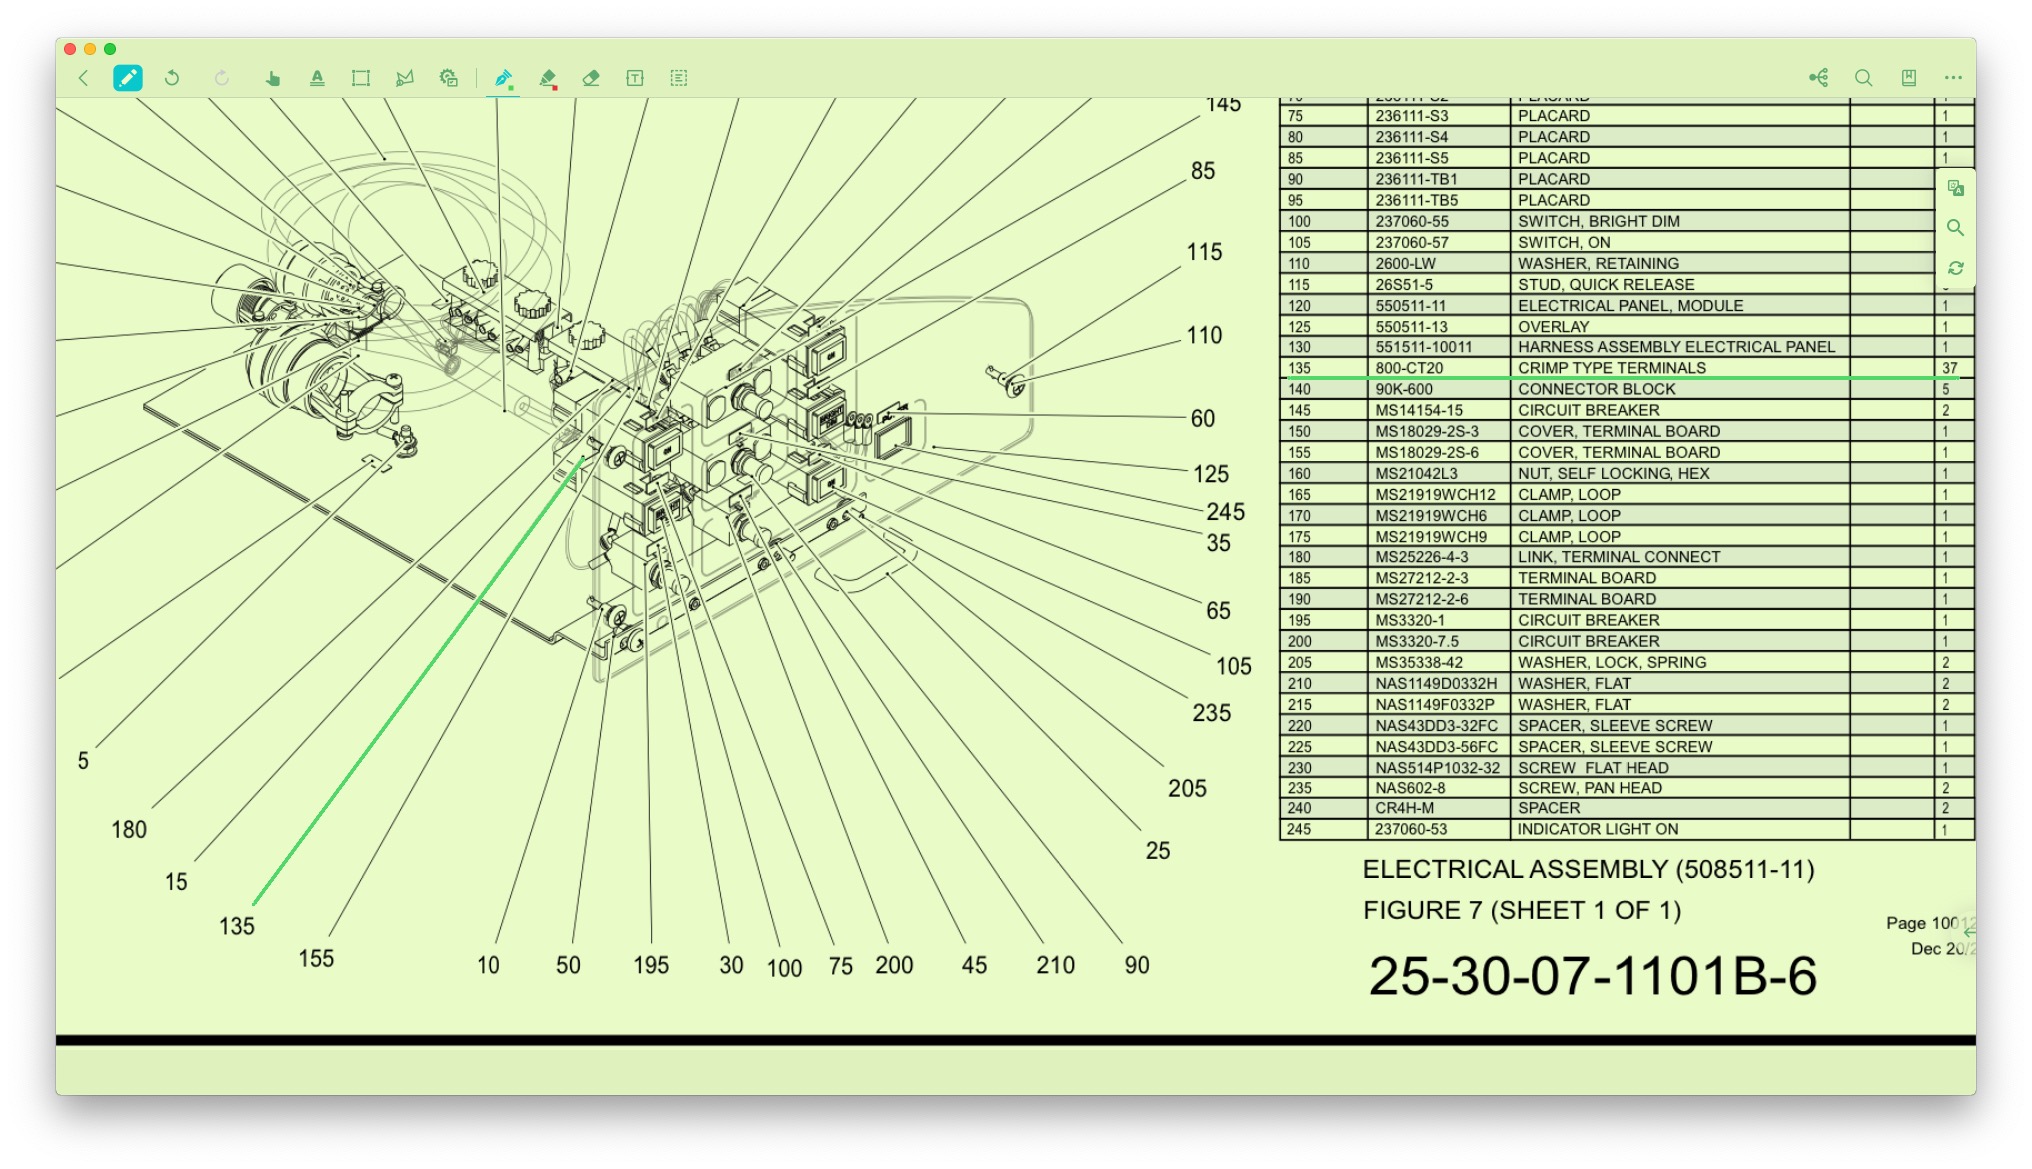 145
85
115
110
60
125
245
35
65
105
235
205
25
5
180
15
135
155
10
50
195
30
100
75
200
45
210
90
ON
ON
ON
75 236111-S3 PLACARD 1
80 236111-S4 PLACARD 1
85 236111-S5 PLACARD 1
90 236111-TB1 PLACARD
95 236111-TB5 PLACARD
100 237060-55 SWITCH, BRIGHT DIM
105 237060-57 SWITCH, ON
110 2600-LW WASHER, RETAINING
115 26S51-5 STUD, QUICK RELEASE
120 550511-11 ELECTRICAL PANEL, MODULE 1
125 550511-13 OVERLAY 1
130 551511-10011 HARNESS ASSEMBLY ELECTRICAL PANEL 1
135 800-CT20 CRIMP TYPE TERMINALS 37
140 90K-600 CONNECTOR BLOCK 5
145 MS14154-15 CIRCUIT BREAKER 2
150 MS18029-2S-3 COVER, TERMINAL BOARD 1
155 MS18029-2S-6 COVER, TERMINAL BOARD 1
160 MS21042L3 NUT, SELF LOCKING, HEX 1
165 MS21919WCH12 CLAMP, LOOP 1
170 MS21919WCH6 CLAMP, LOOP 1
175 MS21919WCH9 CLAMP, LOOP 1
180 MS25226-4-3 LINK, TERMINAL CONNECT 1
185 MS27212-2-3 TERMINAL BOARD 1
190 MS27212-2-6 TERMINAL BOARD 1
195 MS3320-1 CIRCUIT BREAKER 1
200 MS3320-7.5 CIRCUIT BREAKER 1
205 MS35338-42 WASHER, LOCK, SPRING 2
210 NAS1149D0332H WASHER, FLAT 2
215 NAS1149F0332P WASHER, FLAT 2
220 NAS43DD3-32FC SPACER, SLEEVE SCREW 1
225 NAS43DD3-56FC SPACER, SLEEVE SCREW 1
230 NAS514P1032-32 SCREW FLAT HEAD 1
235 NAS602-8 SCREW, PAN HEAD 2
240 CR4H-M SPACER 2
245 237060-53 INDICATOR LIGHT ON 1
ELECTRICAL ASSEMBLY (508511-11)
FIGURE 7 (SHEET 1 OF 1)
Page 10012
Dec 20/2
25-30-07-1101B-6